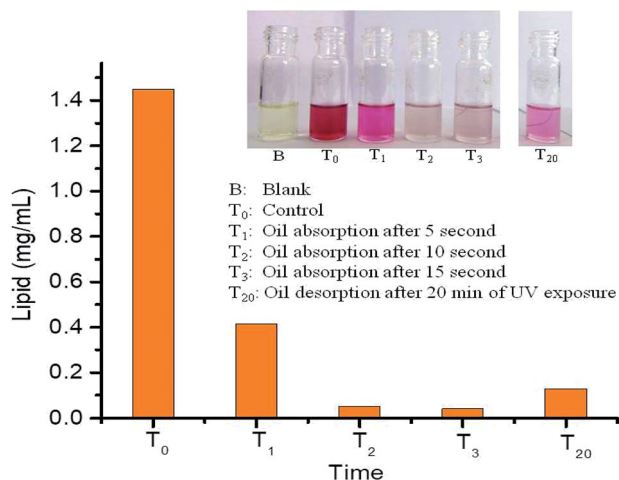 B T₀ T₁ T₂ T₃ T₂₀
B: Blank
T₀: Control
T₁: Oil absorption after 5 second
T₂: Oil absorption after 10 second
T₃: Oil absorption after 15 second
T₂₀: Oil desorption after 20 min of UV exposure
Lipid (mg/mL)
1.4
1.2
1.0
0.8
0.6
0.4
0.2
0.0
T₀ T₁ T₂ T₃ T₂₀
Time